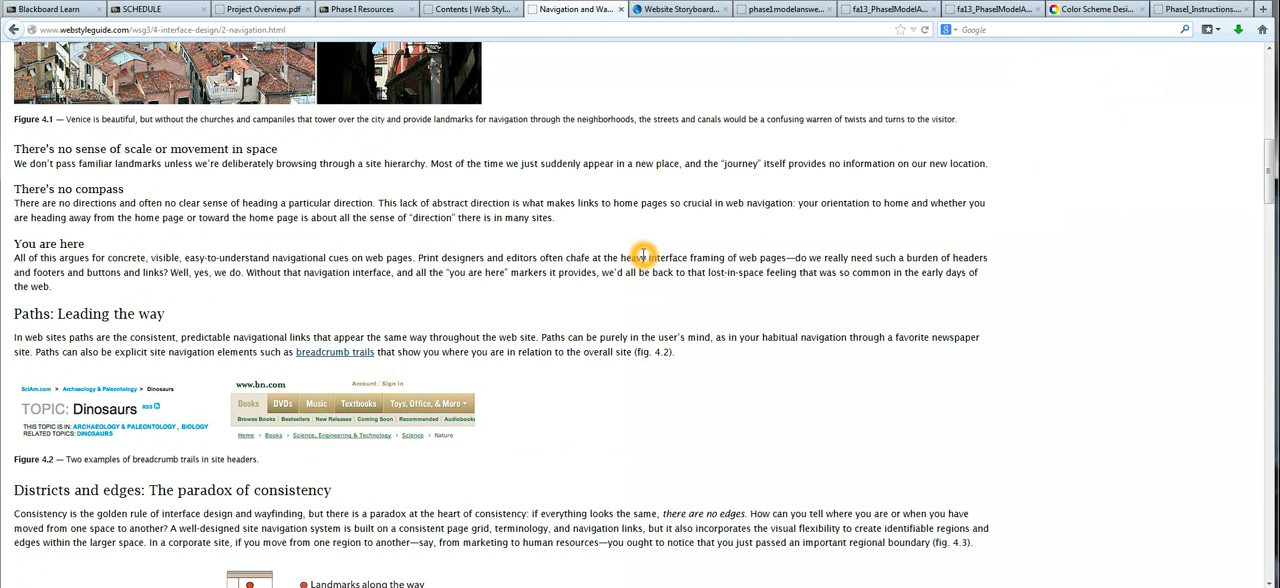 Blackboard Learn × SCHEDULE × Project Overview.pdf × Phase I Resources × Contents | Web Styl... × Navigation and Wa... × Website Storyboard... × phase1modelanswe... × fa13_PhaseIModelA... × fa13_PhaseIModelA... × Color Scheme Desi... × PhaseI_Instructions.... × +
www.webstyleguide.com/wsg3/4-interface-design/2-navigation.html Google
Figure 4.1 — Venice is beautiful, but without the churches and campaniles that tower over the city and provide landmarks for navigation through the neighborhoods, the streets and canals would be a confusing warren of twists and turns to the visitor.
There's no sense of scale or movement in space
We don't pass familiar landmarks unless we're deliberately browsing through a site hierarchy. Most of the time we just suddenly appear in a new place, and the "journey" itself provides no information on our new location.
There's no compass
There are no directions and often no clear sense of heading a particular direction. This lack of abstract direction is what makes links to home pages so crucial in web navigation: your orientation to home and whether you
are heading away from the home page or toward the home page is about all the sense of "direction" there is in many sites.
You are here
All of this argues for concrete, visible, easy-to-understand navigational cues on web pages. Print designers and editors often chafe at the heavy interface framing of web pages—do we really need such a burden of headers
and footers and buttons and links? Well, yes, we do. Without that navigation interface, and all the "you are here" markers it provides, we'd all be back to that lost-in-space feeling that was so common in the early days of
the web.
Paths: Leading the way
In web sites paths are the consistent, predictable navigational links that appear the same way throughout the web site. Paths can be purely in the user's mind, as in your habitual navigation through a favorite newspaper
site. Paths can also be explicit site navigation elements such as breadcrumb trails that show you where you are in relation to the overall site (fig. 4.2).
SciAm.com > Archaeology & Paleontology > Dinosaurs
TOPIC: Dinosaurs RSS
THIS TOPIC IS IN: ARCHAEOLOGY & PALEONTOLOGY , BIOLOGY
RELATED TOPICS: DINOSAURS
www.bn.com Account | Sign in
Books DVDs Music Textbooks Toys, Office, & More
Browse Books Bestsellers New Releases Coming Soon Recommended Audiobooks
Home > Books > Science, Engineering & Technology > Science > Nature
Figure 4.2 — Two examples of breadcrumb trails in site headers.
Districts and edges: The paradox of consistency
Consistency is the golden rule of interface design and wayfinding, but there is a paradox at the heart of consistency: if everything looks the same, there are no edges. How can you tell where you are or when you have
moved from one space to another? A well-designed site navigation system is built on a consistent page grid, terminology, and navigation links, but it also incorporates the visual flexibility to create identifiable regions and
edges within the larger space. In a corporate site, if you move from one region to another—say, from marketing to human resources—you ought to notice that you just passed an important regional boundary (fig. 4.3).
Landmarks along the way